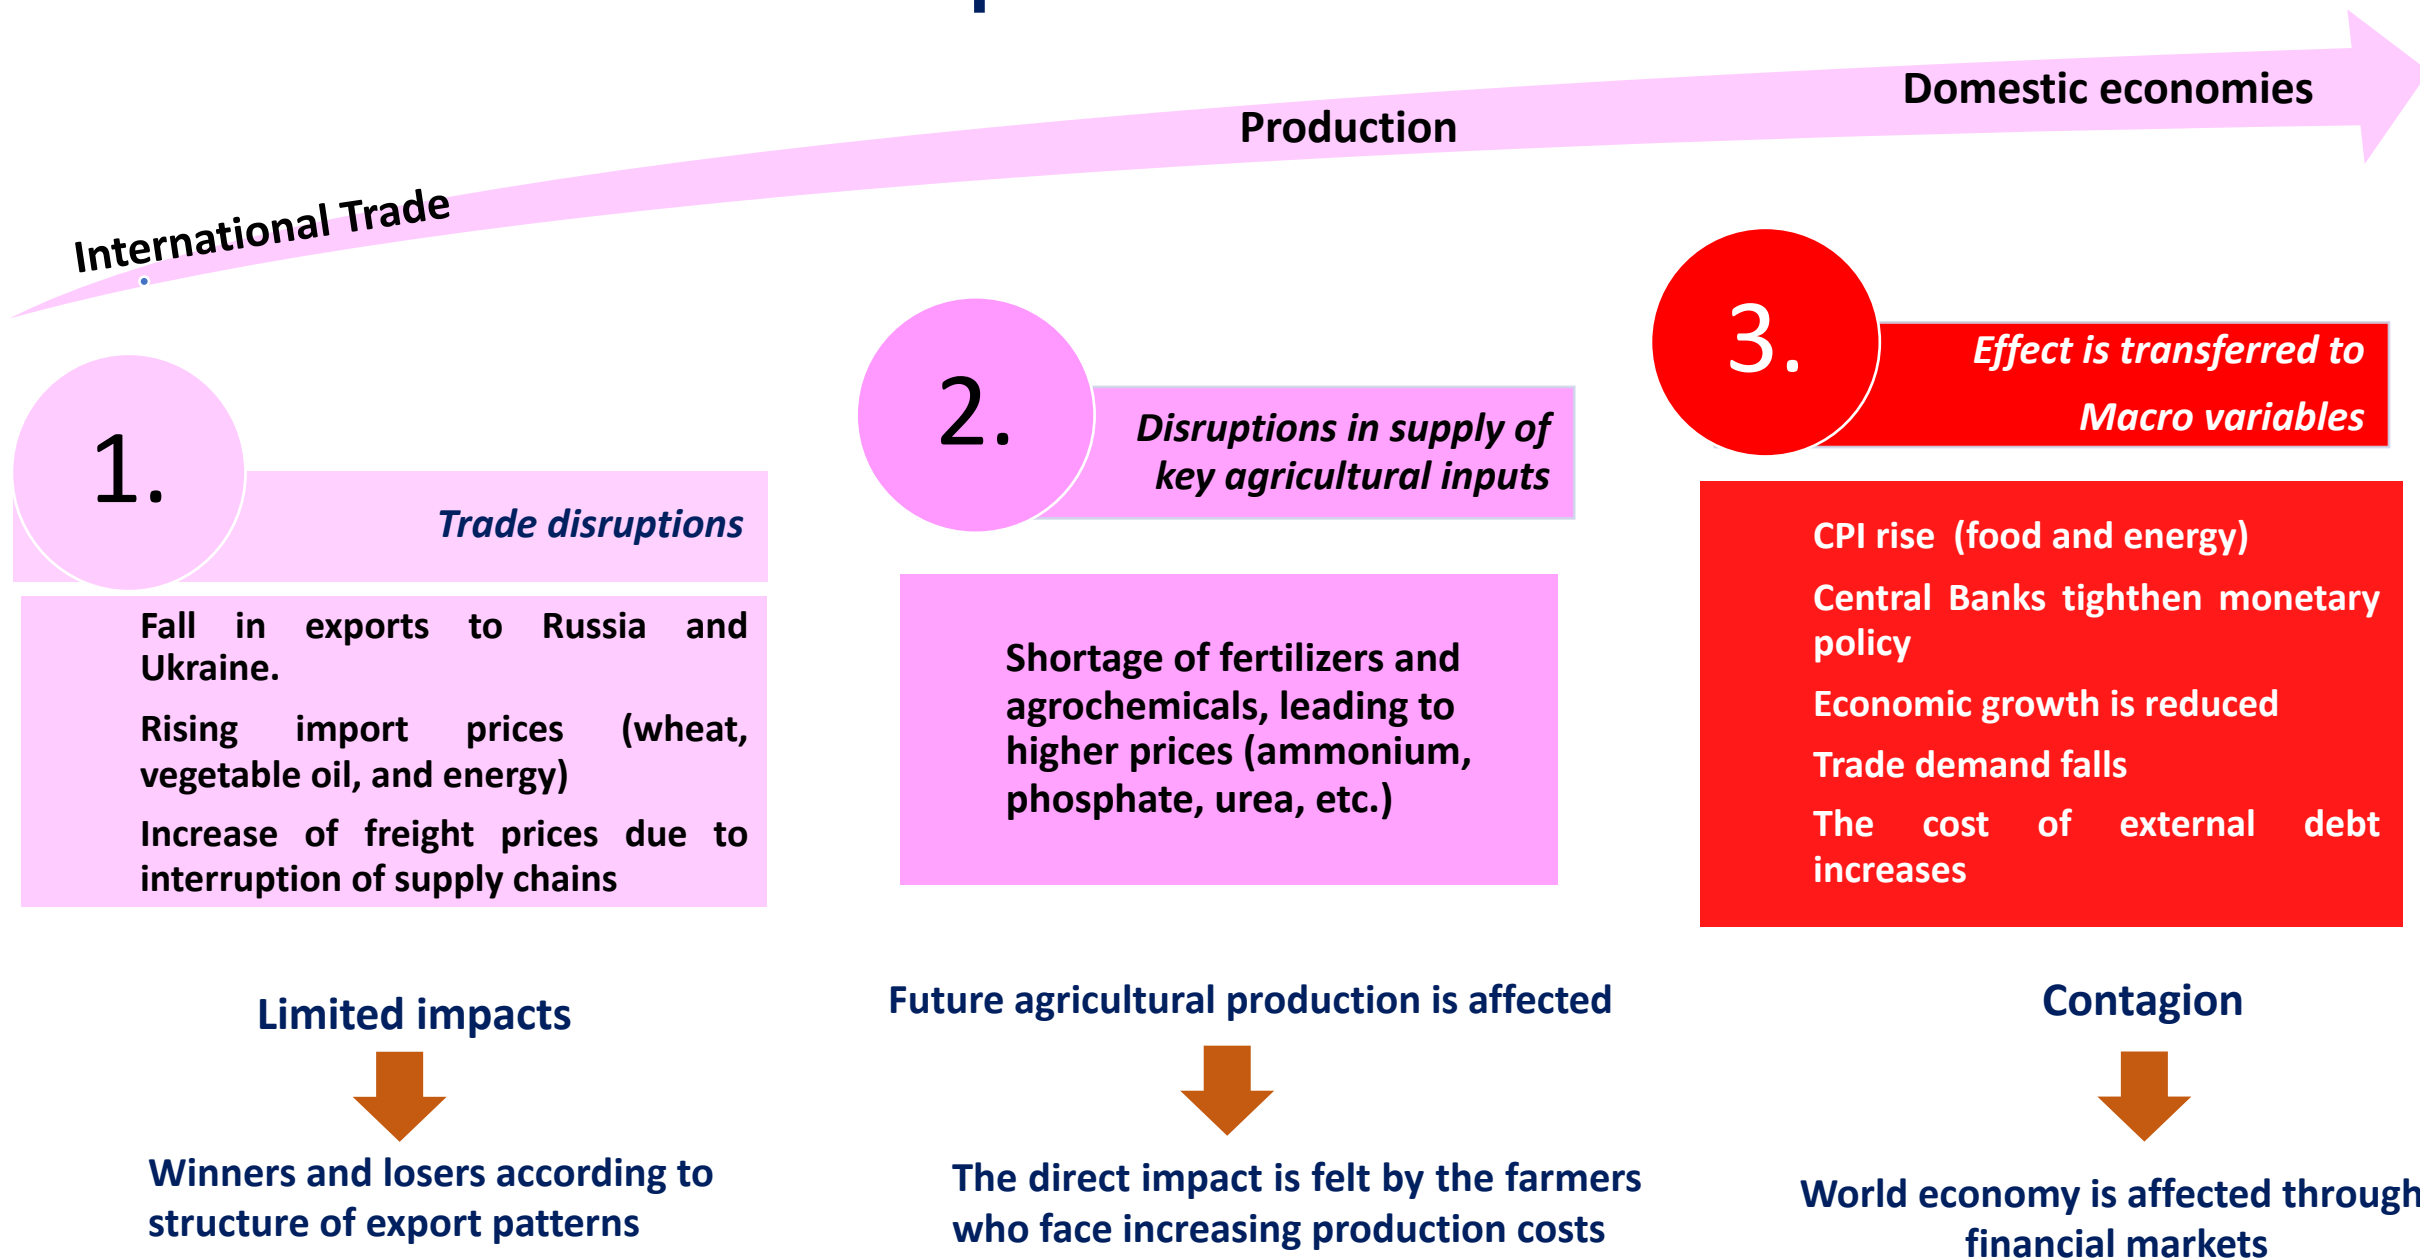 International Trade
Production
Domestic economies
1.
Trade disruptions
Fall in exports to Russia and
Ukraine.
Rising import prices (wheat,
vegetable oil, and energy)
Increase of freight prices due to
interruption of supply chains
Limited impacts
Winners and losers according to
structure of export patterns
2.
Disruptions in supply of
key agricultural inputs
Shortage of fertilizers and
agrochemicals, leading to
higher prices (ammonium,
phosphate, urea, etc.)
Future agricultural production is affected
The direct impact is felt by the farmers
who face increasing production costs
3.
Effect is transferred to
Macro variables
CPI rise (food and energy)
Central Banks tighthen monetary
policy
Economic growth is reduced
Trade demand falls
The cost of external debt
increases
Contagion
World economy is affected through
financial markets